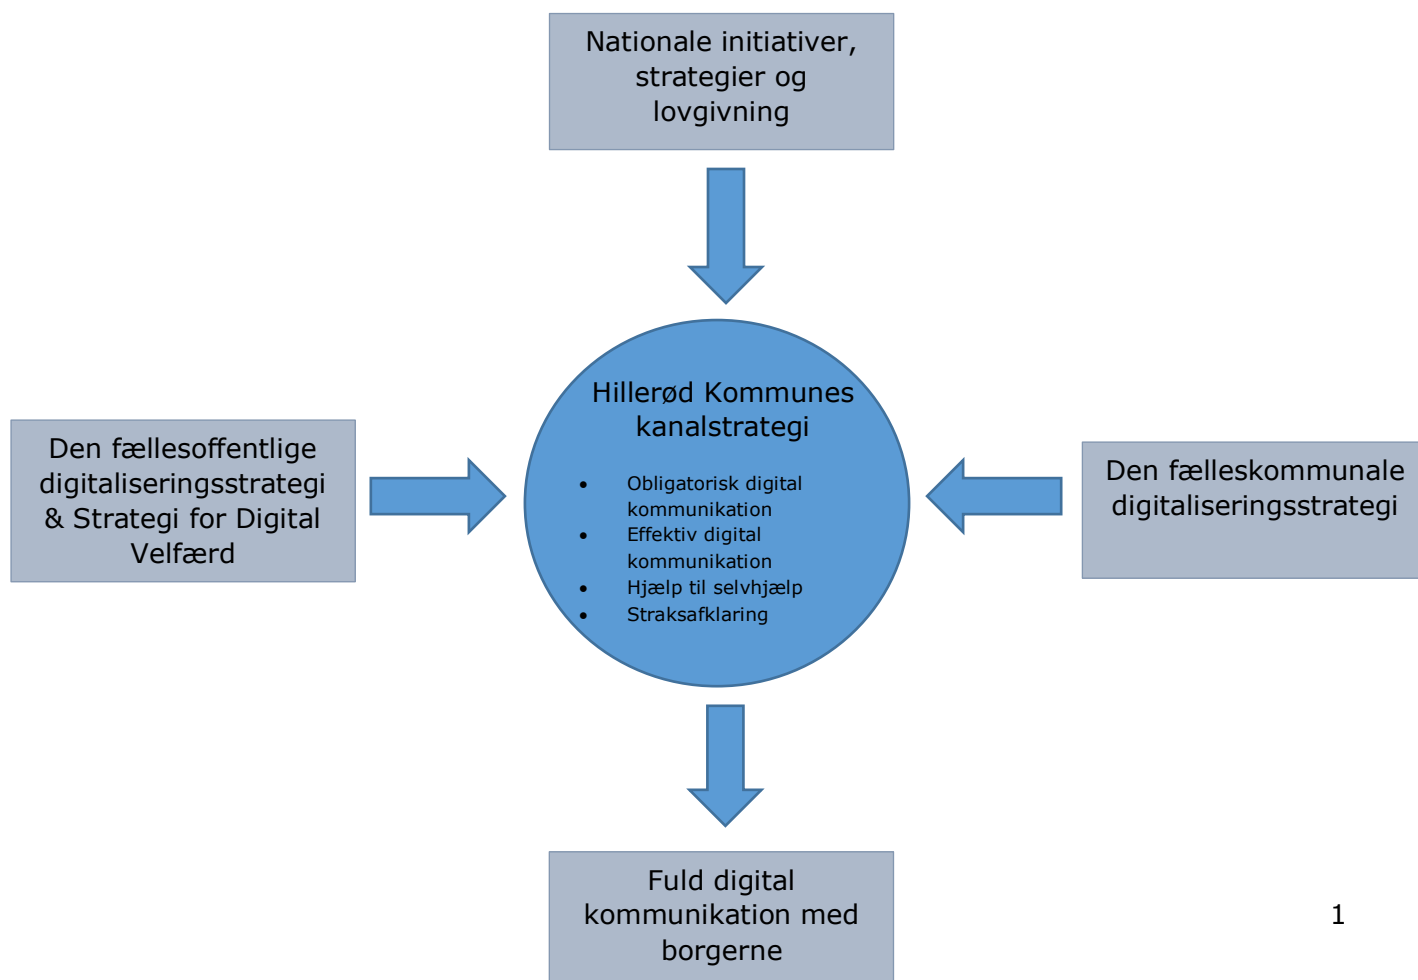 Nationale initiativer,
strategier og
lovgivning
Hillerød Kommunes
kanalstrategi
• Obligatorisk digital
kommunikation
• Effektiv digital
kommunikation
• Hjælp til selvhjælp
• Straksafklaring
Den fællesoffentlige
digitaliseringsstrategi
& Strategi for Digital
Velfærd
Den fælleskommunale
digitaliseringsstrategi
Fuld digital
kommunikation med
borgerne
1